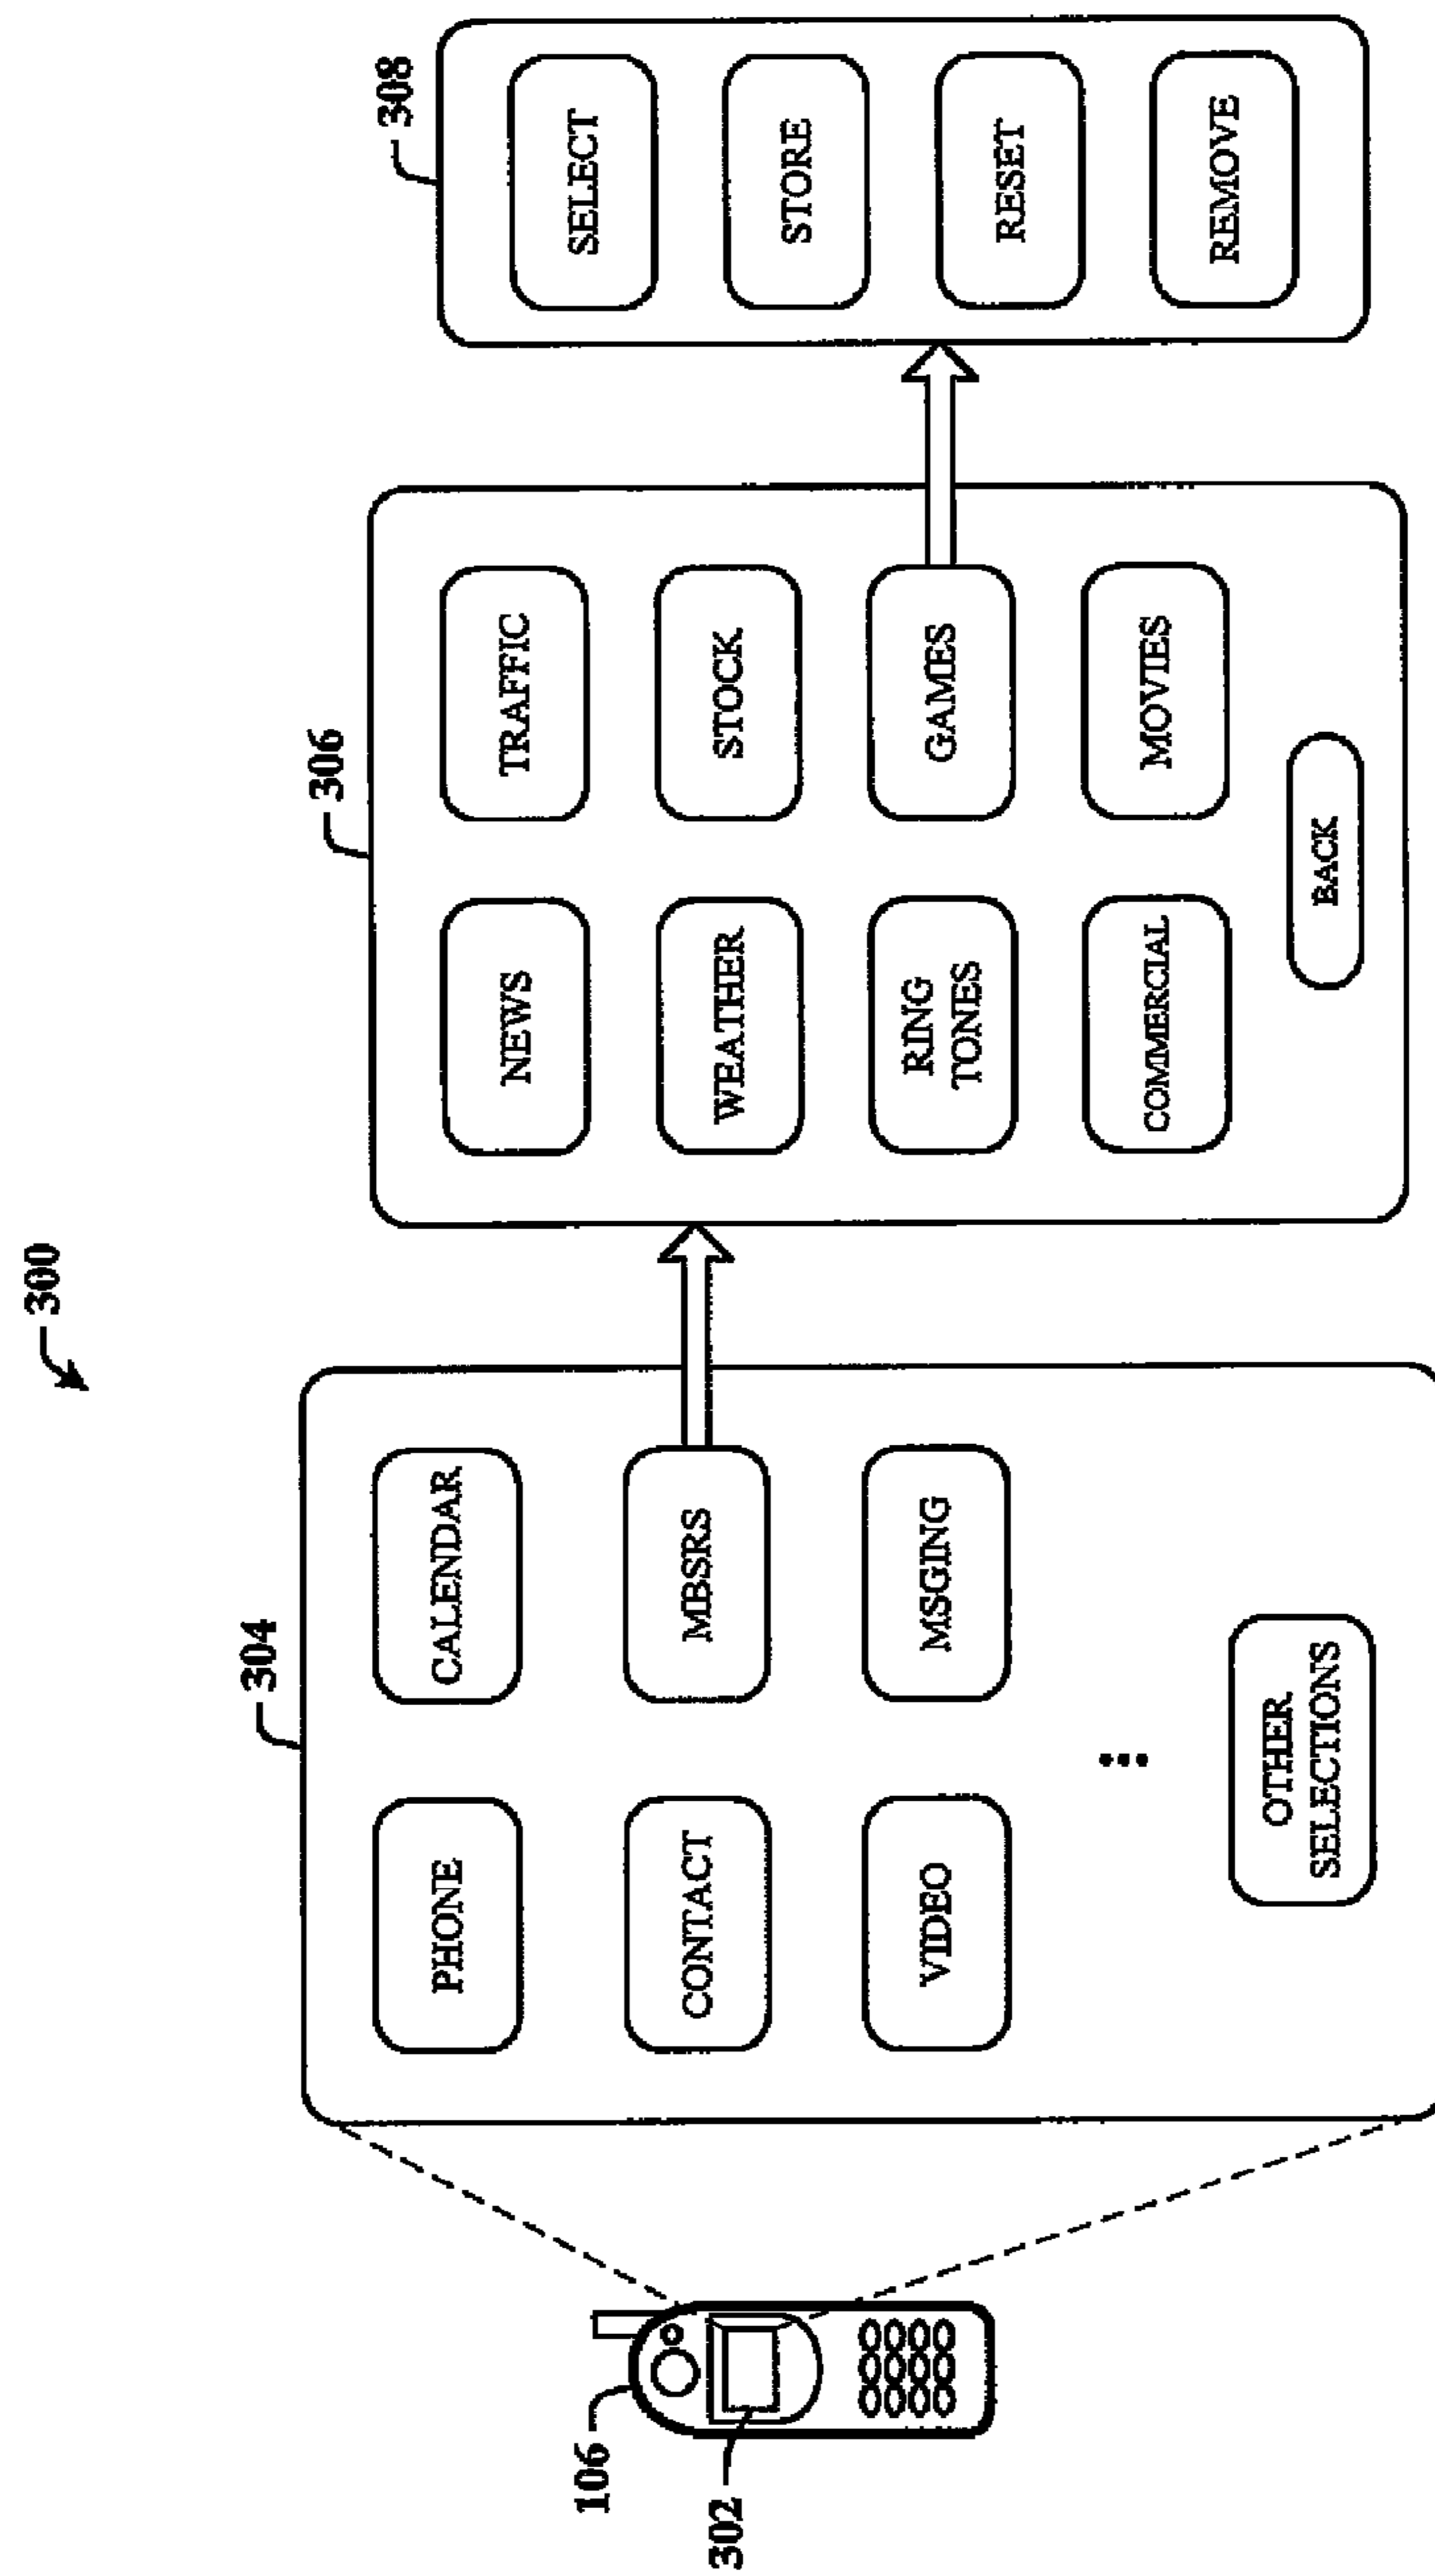 300
106
302
304
PHONE
CALENDAR
CONTACT
MBSRS
VIDEO
MSGING
...
OTHER
SELECTIONS
306
NEWS
TRAFFIC
WEATHER
STOCK
RING
TONES
GAMES
COMMERCIAL
MOVIES
BACK
308
SELECT
STORE
RESET
REMOVE